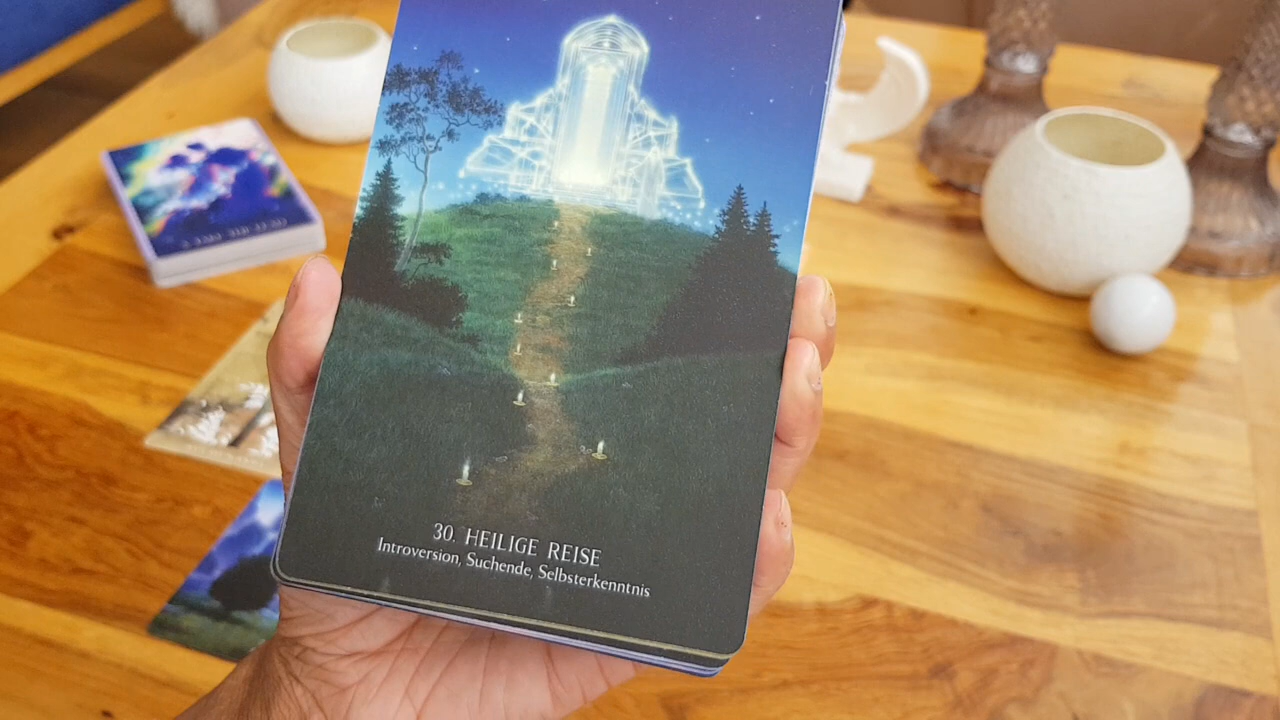 30. HEILIGE REISE
Introversion, Suchende, Selbsterkenntnis